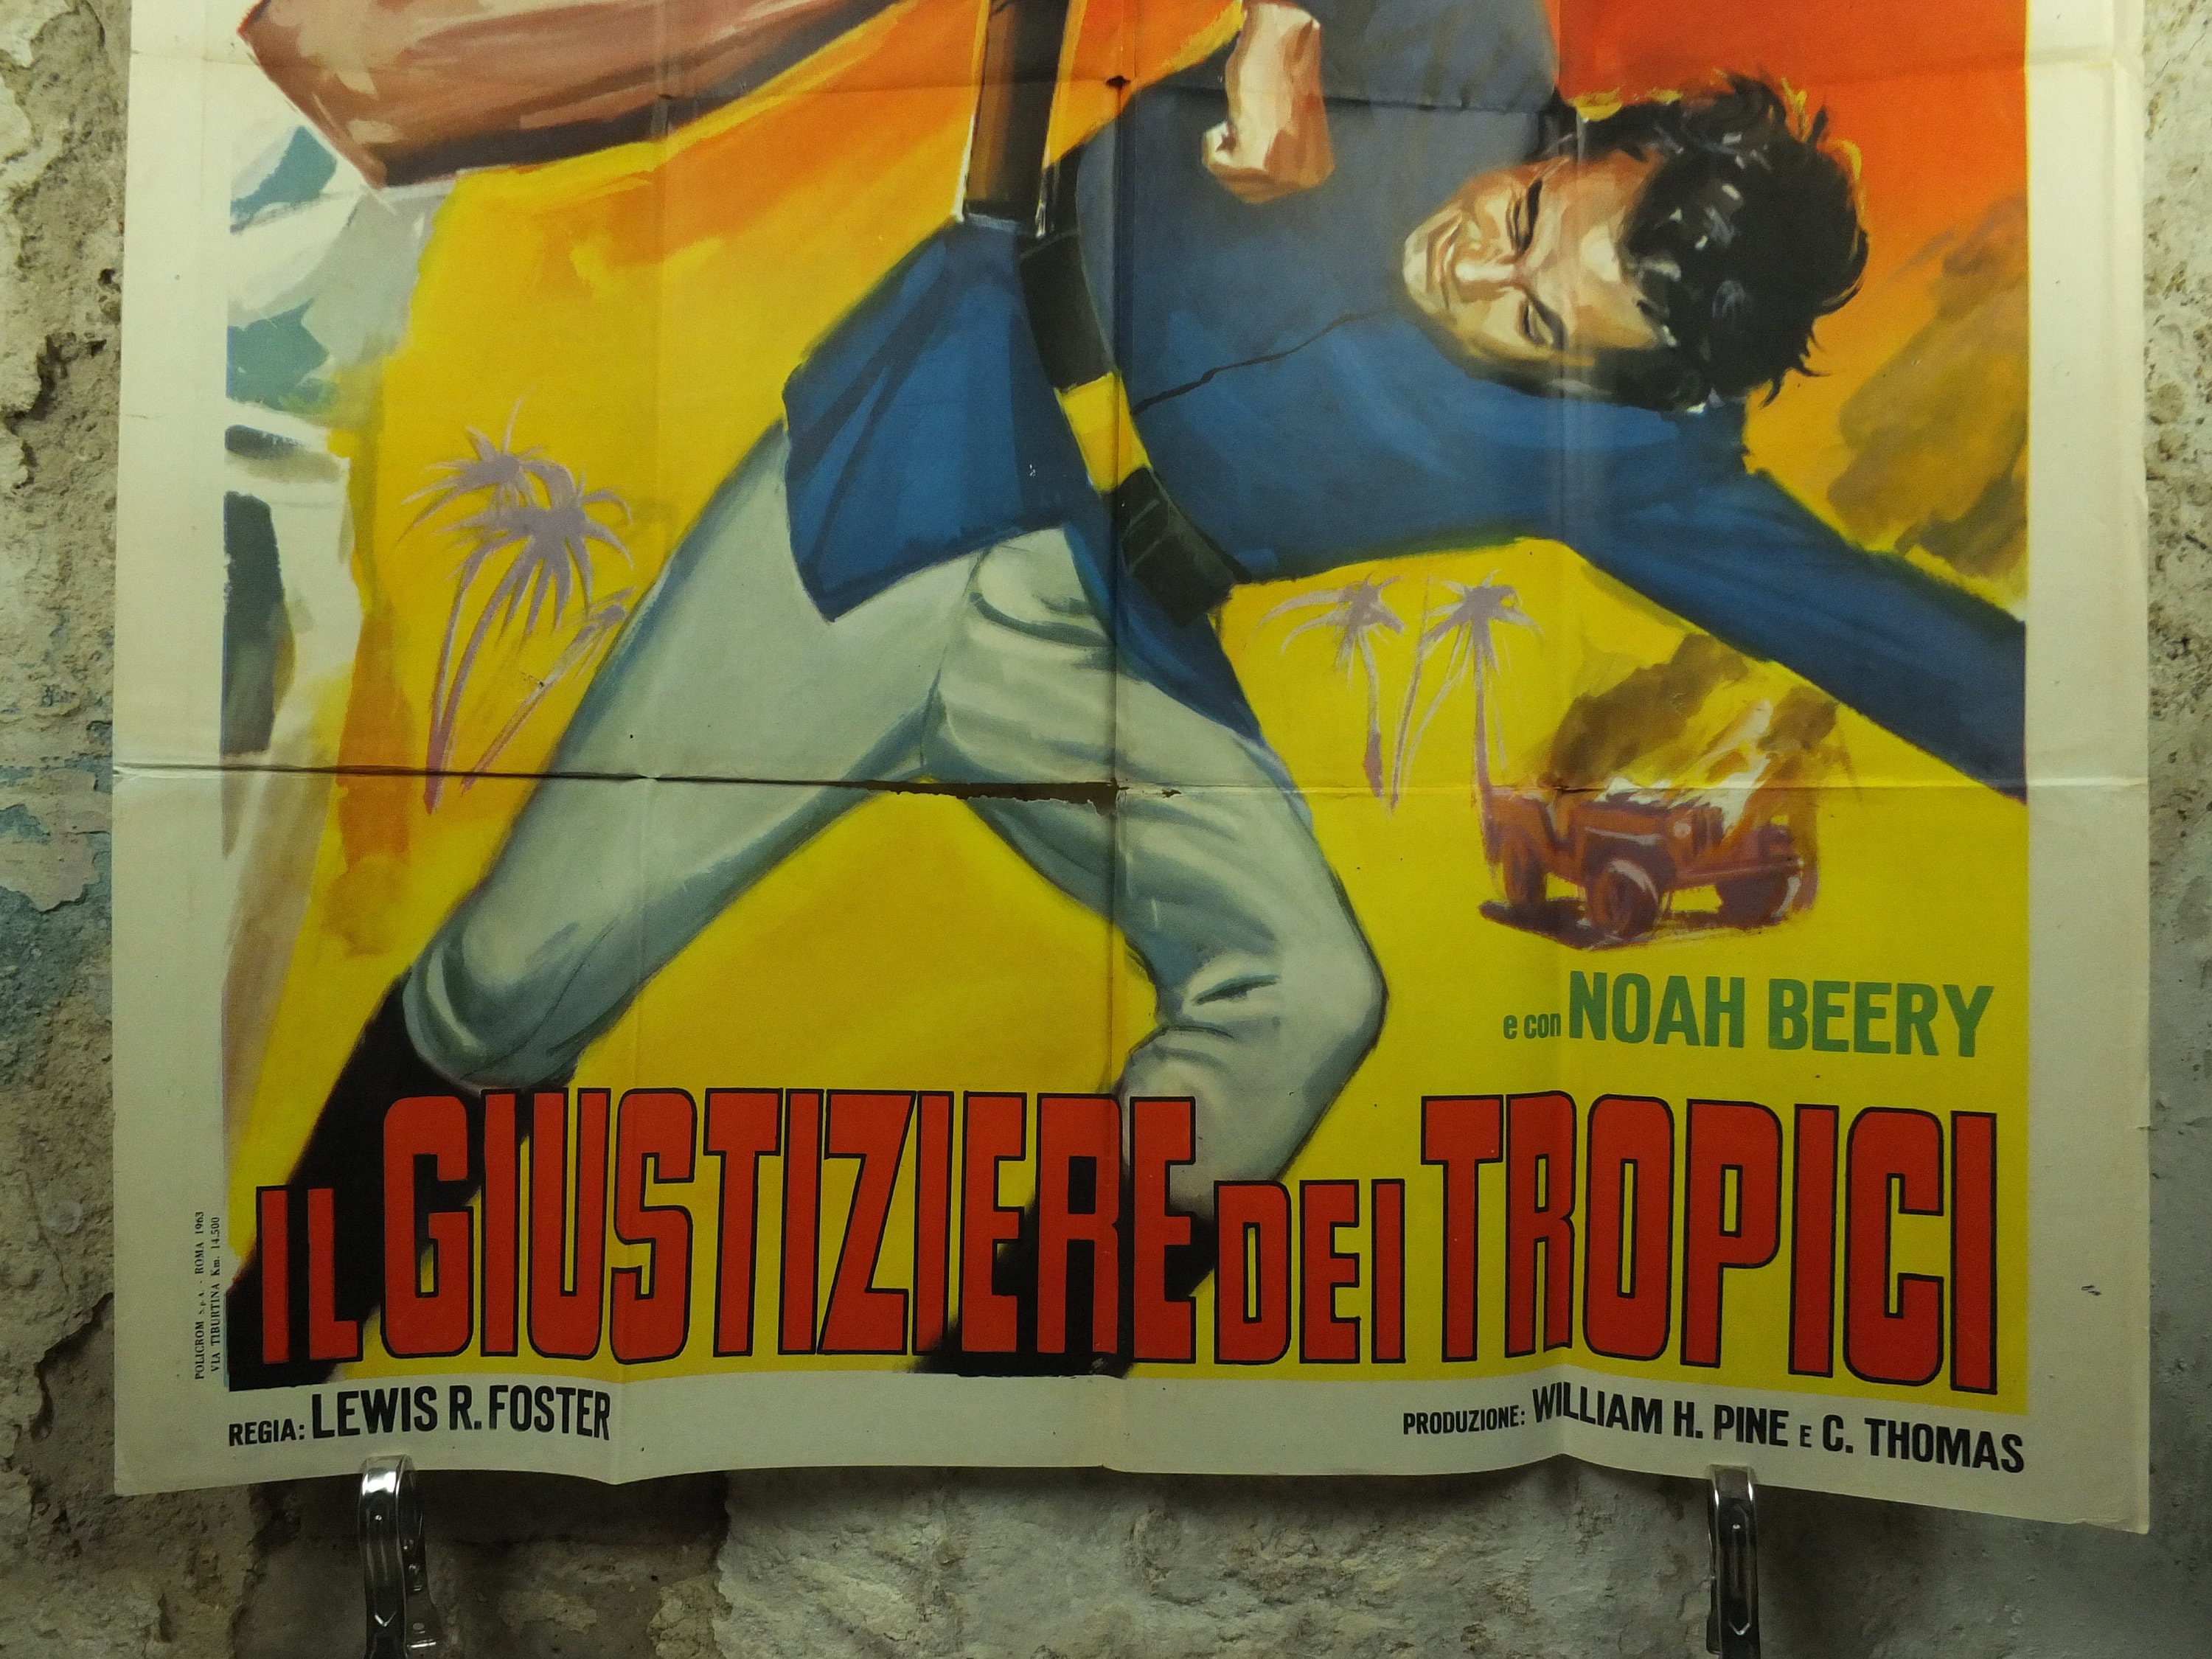 e con NOAH BEERY
IL GIUSTIZIERE DEI TROPICI
POLICROM S.p.A. - ROMA 1963
VIA TIBURTINA Km. 14.500
REGIA: LEWIS R. FOSTER
PRODUZIONE: WILLIAM H. PINE E C. THOMAS